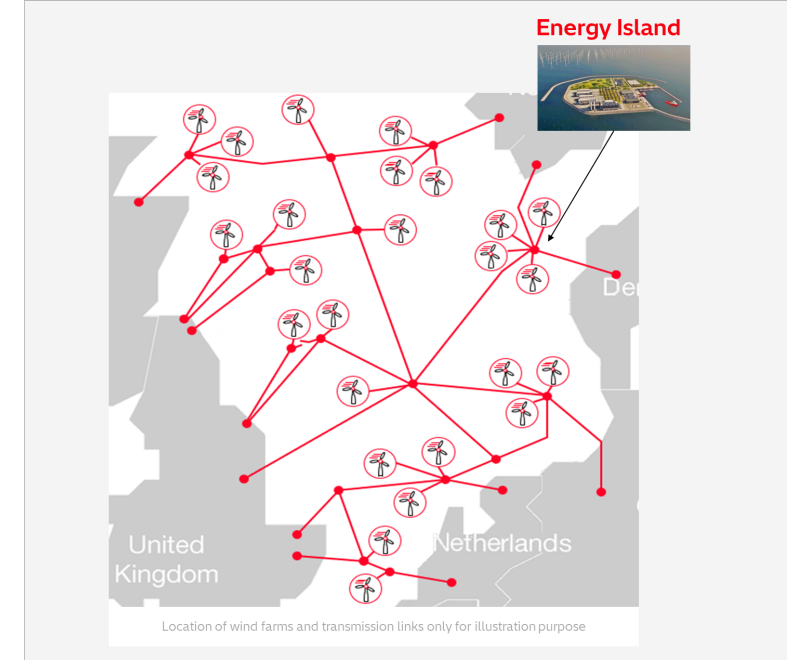 Energy Island
United
Kingdom
Netherlands
Location of wind farms and transmission links only for illustration purpose